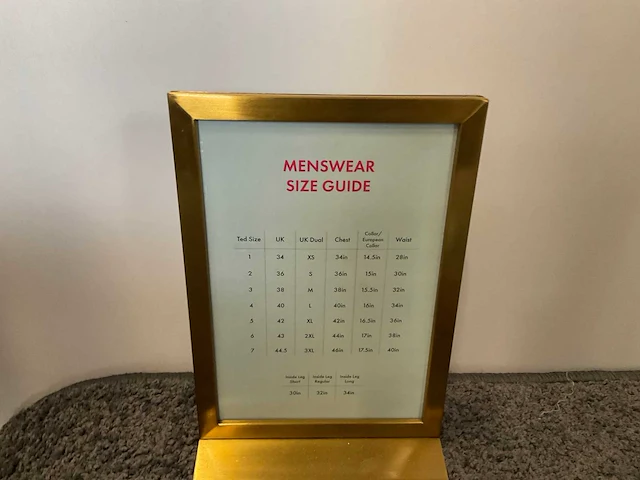 MENSWEAR
SIZE GUIDE
Ted Size UK UK Dual Chest Collar/ European Collar Waist
1 34 XS 34in 14.5in 28in
2 36 S 36in 15in 30in
3 38 M 38in 15.5in 32in
4 40 L 40in 16in 34in
5 42 XL 42in 16.5in 36in
6 43 2XL 44in 17in 38in
7 44.5 3XL 46in 17.5in 40in
Inside Leg Short Inside Leg Regular Inside Leg Long
30in 32in 34in